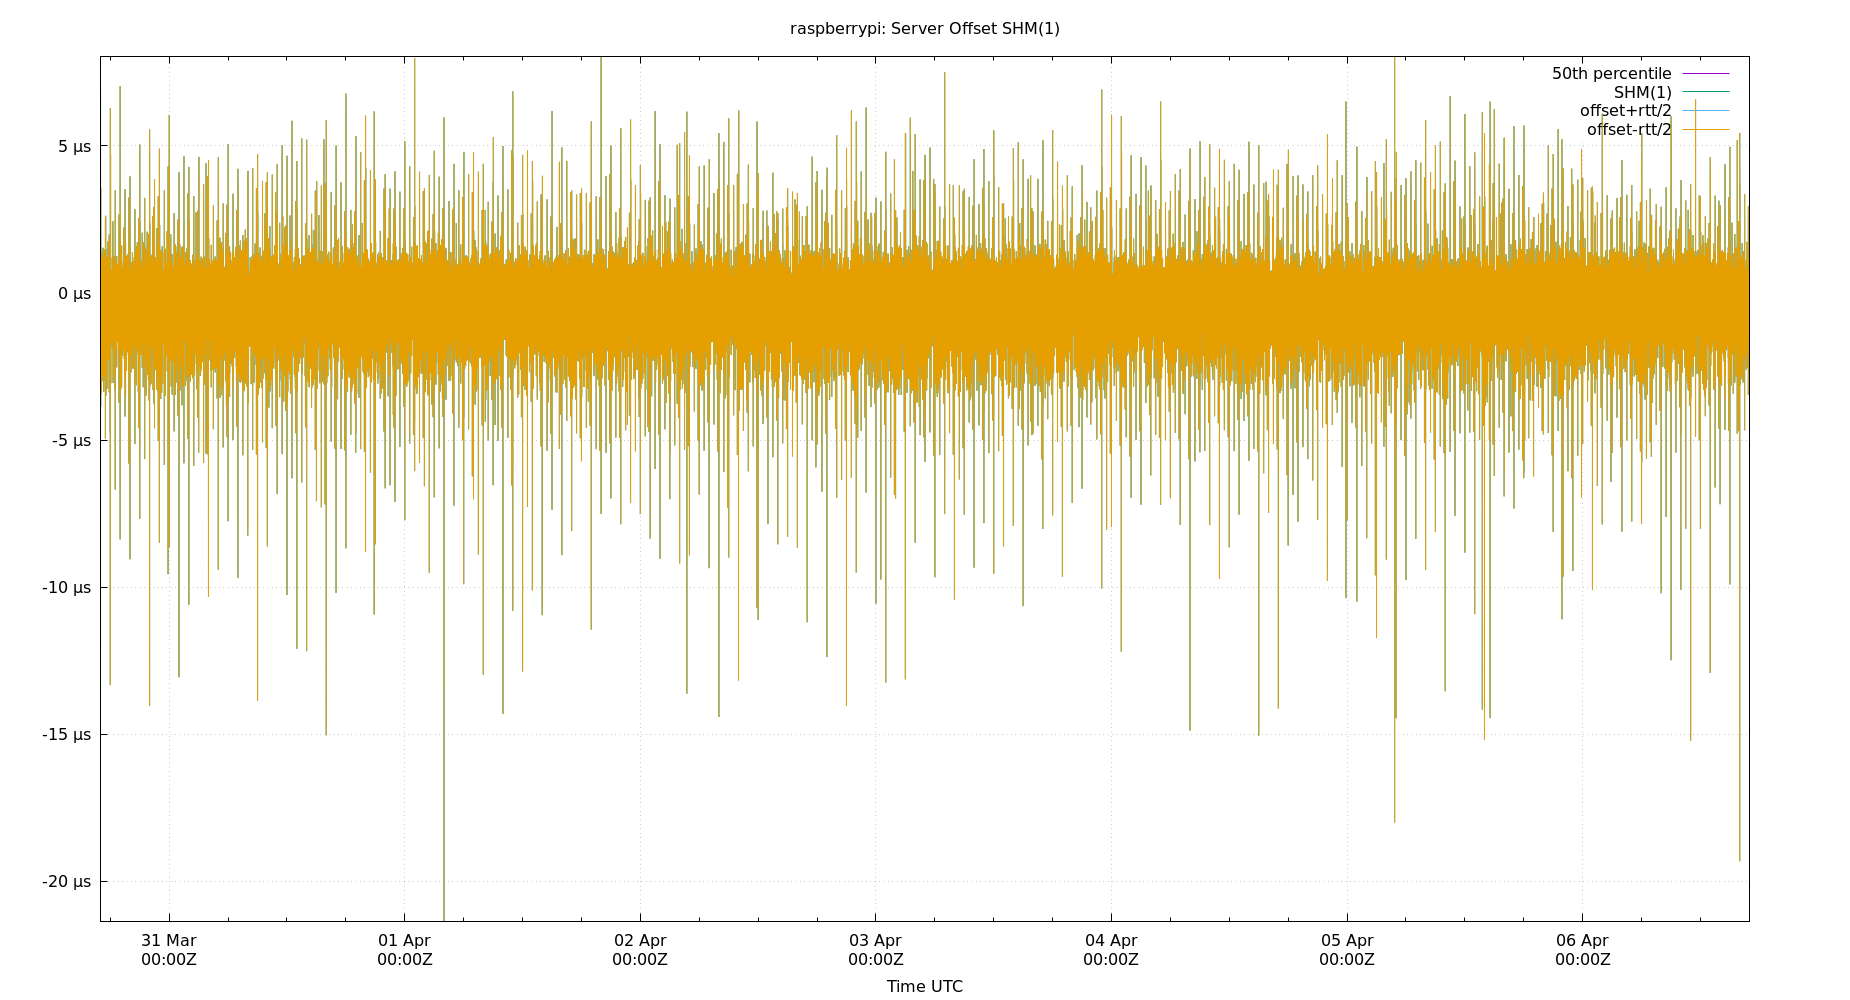 raspberrypi: Server Offset SHM(1)
50th percentile
SHM(1)
offset+rtt/2
offset-rtt/2
5 µs
0 µs
-5 µs
-10 µs
-15 µs
-20 µs
31 Mar 01 Apr 02 Apr 03 Apr 04 Apr 05 Apr 06 Apr
00:00Z 00:00Z 00:00Z 00:00Z 00:00Z 00:00Z 00:00Z
Time UTC